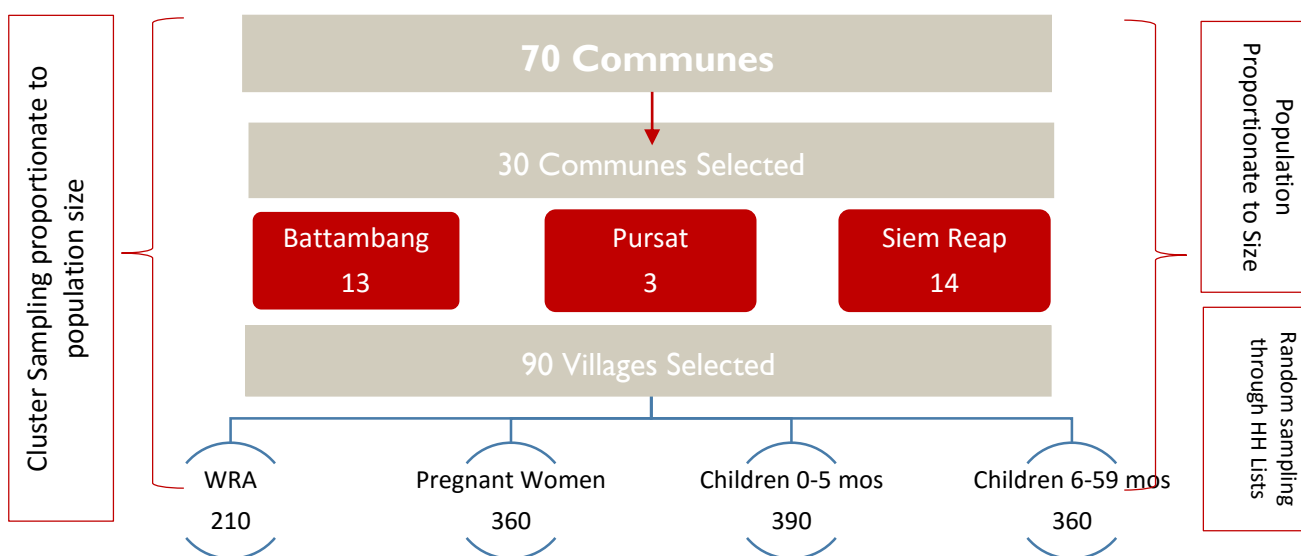 Cluster Sampling proportionate to
population size
70 Communes
30 Communes Selected
Battambang
13
Pursat
3
Siem Reap
14
90 Villages Selected
WRA
210
Pregnant Women
360
Children 0-5 mos
390
Children 6-59 mos
360
Population
Proportionate to Size
Random sampling
through HH Lists